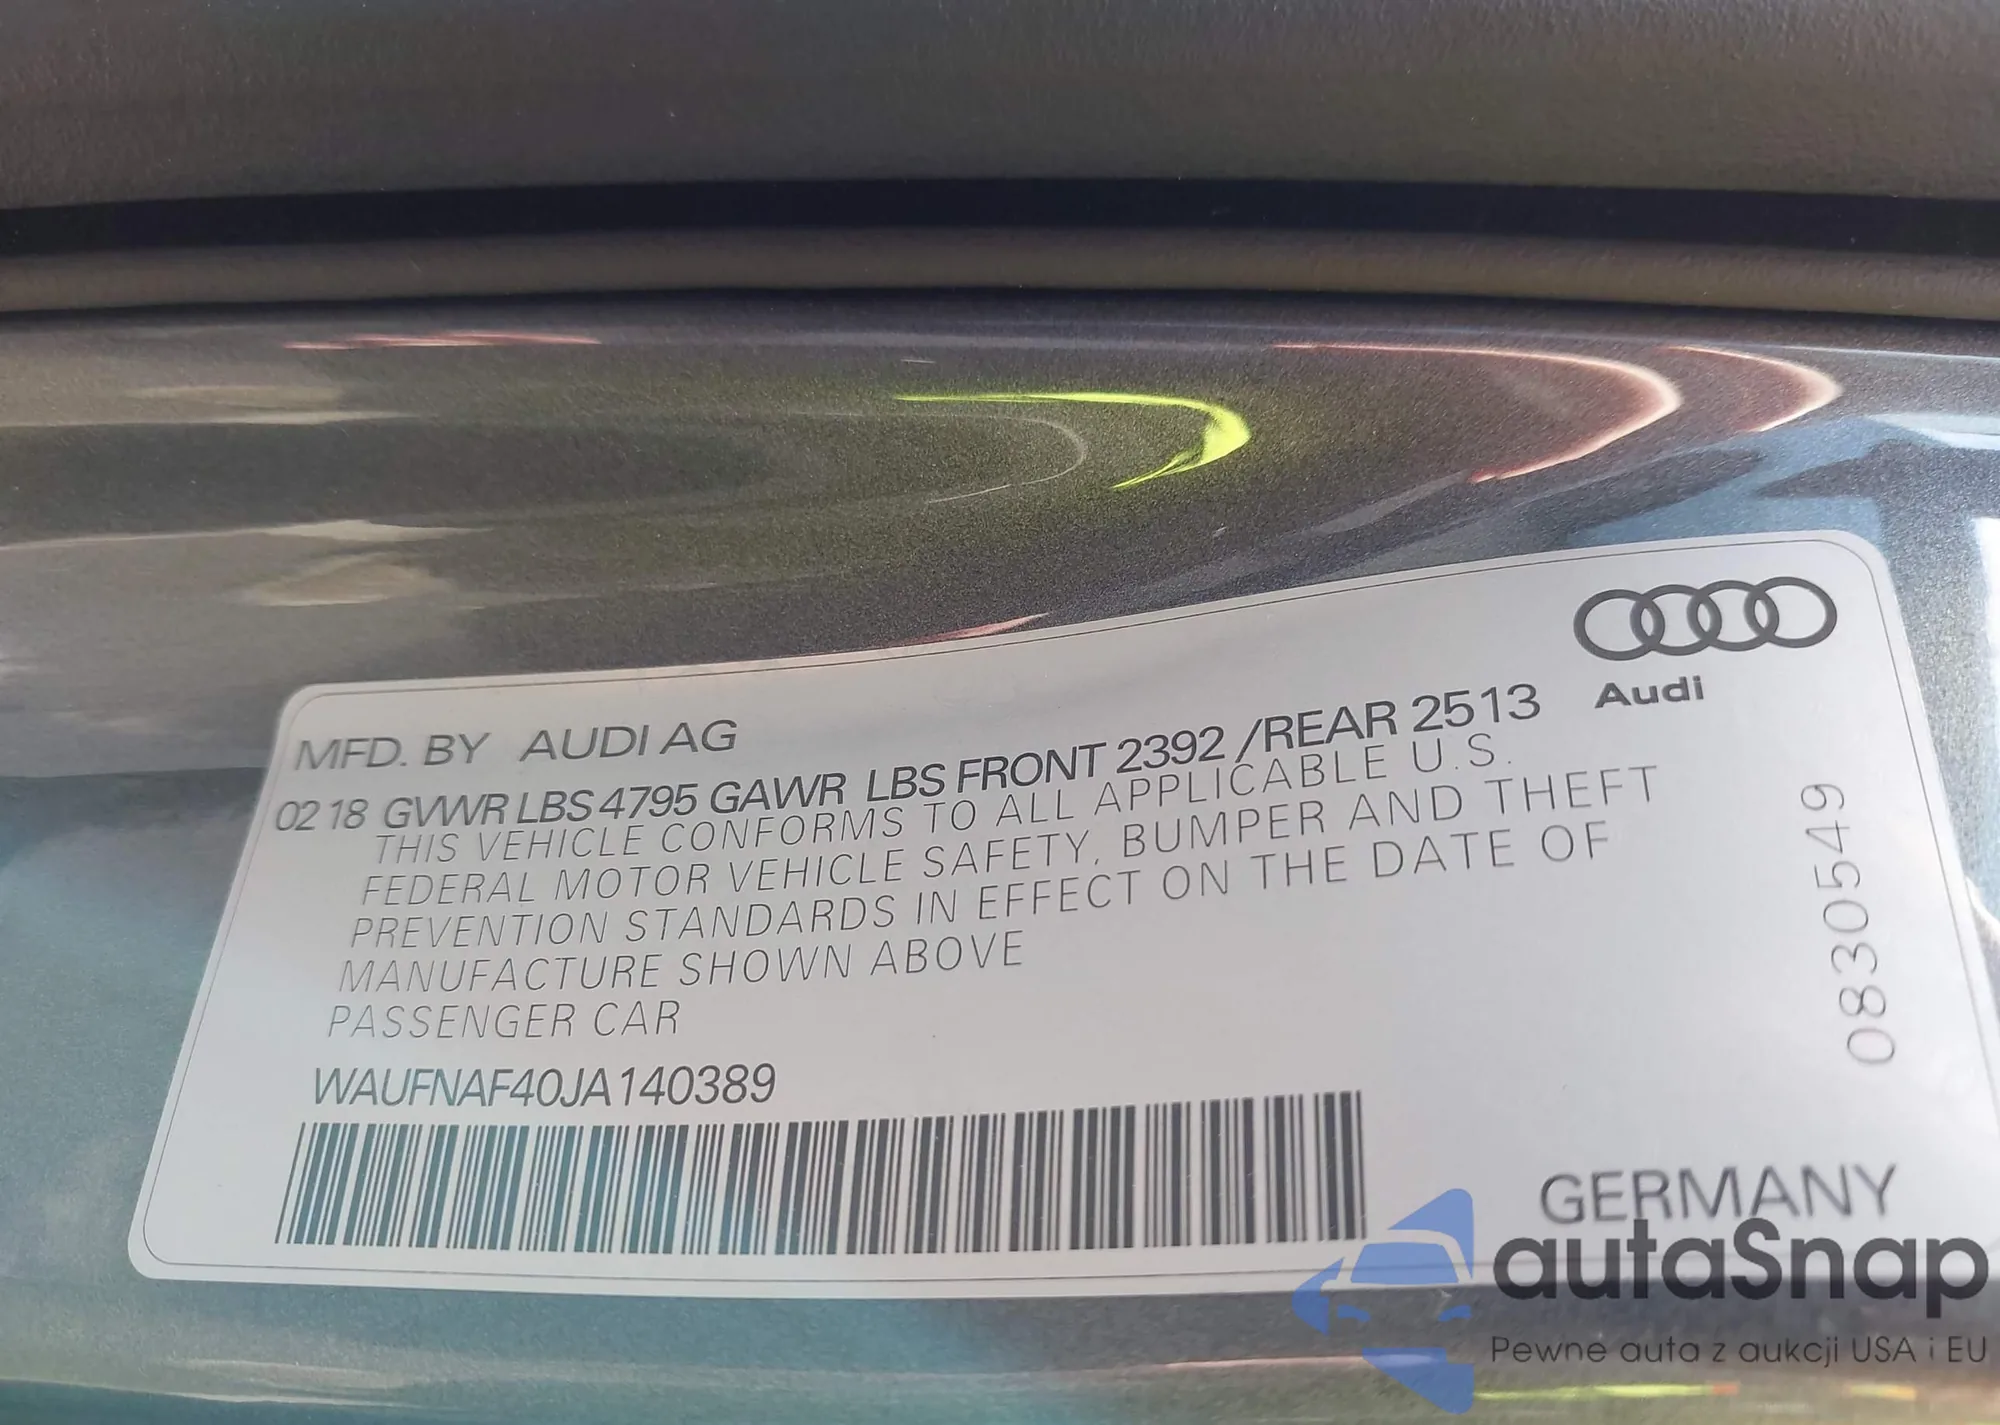 Audi
MFD. BY AUDI AG
02 18 GVWR LBS 4795 GAWR LBS FRONT 2392 /REAR 2513
THIS VEHICLE CONFORMS TO ALL APPLICABLE U.S.
FEDERAL MOTOR VEHICLE SAFETY, BUMPER AND THEFT
PREVENTION STANDARDS IN EFFECT ON THE DATE OF
MANUFACTURE SHOWN ABOVE
PASSENGER CAR
WAUFNAF40JA140389
0830549
GERMANY
autaSnap
Pewne auta z aukcji USA i EU